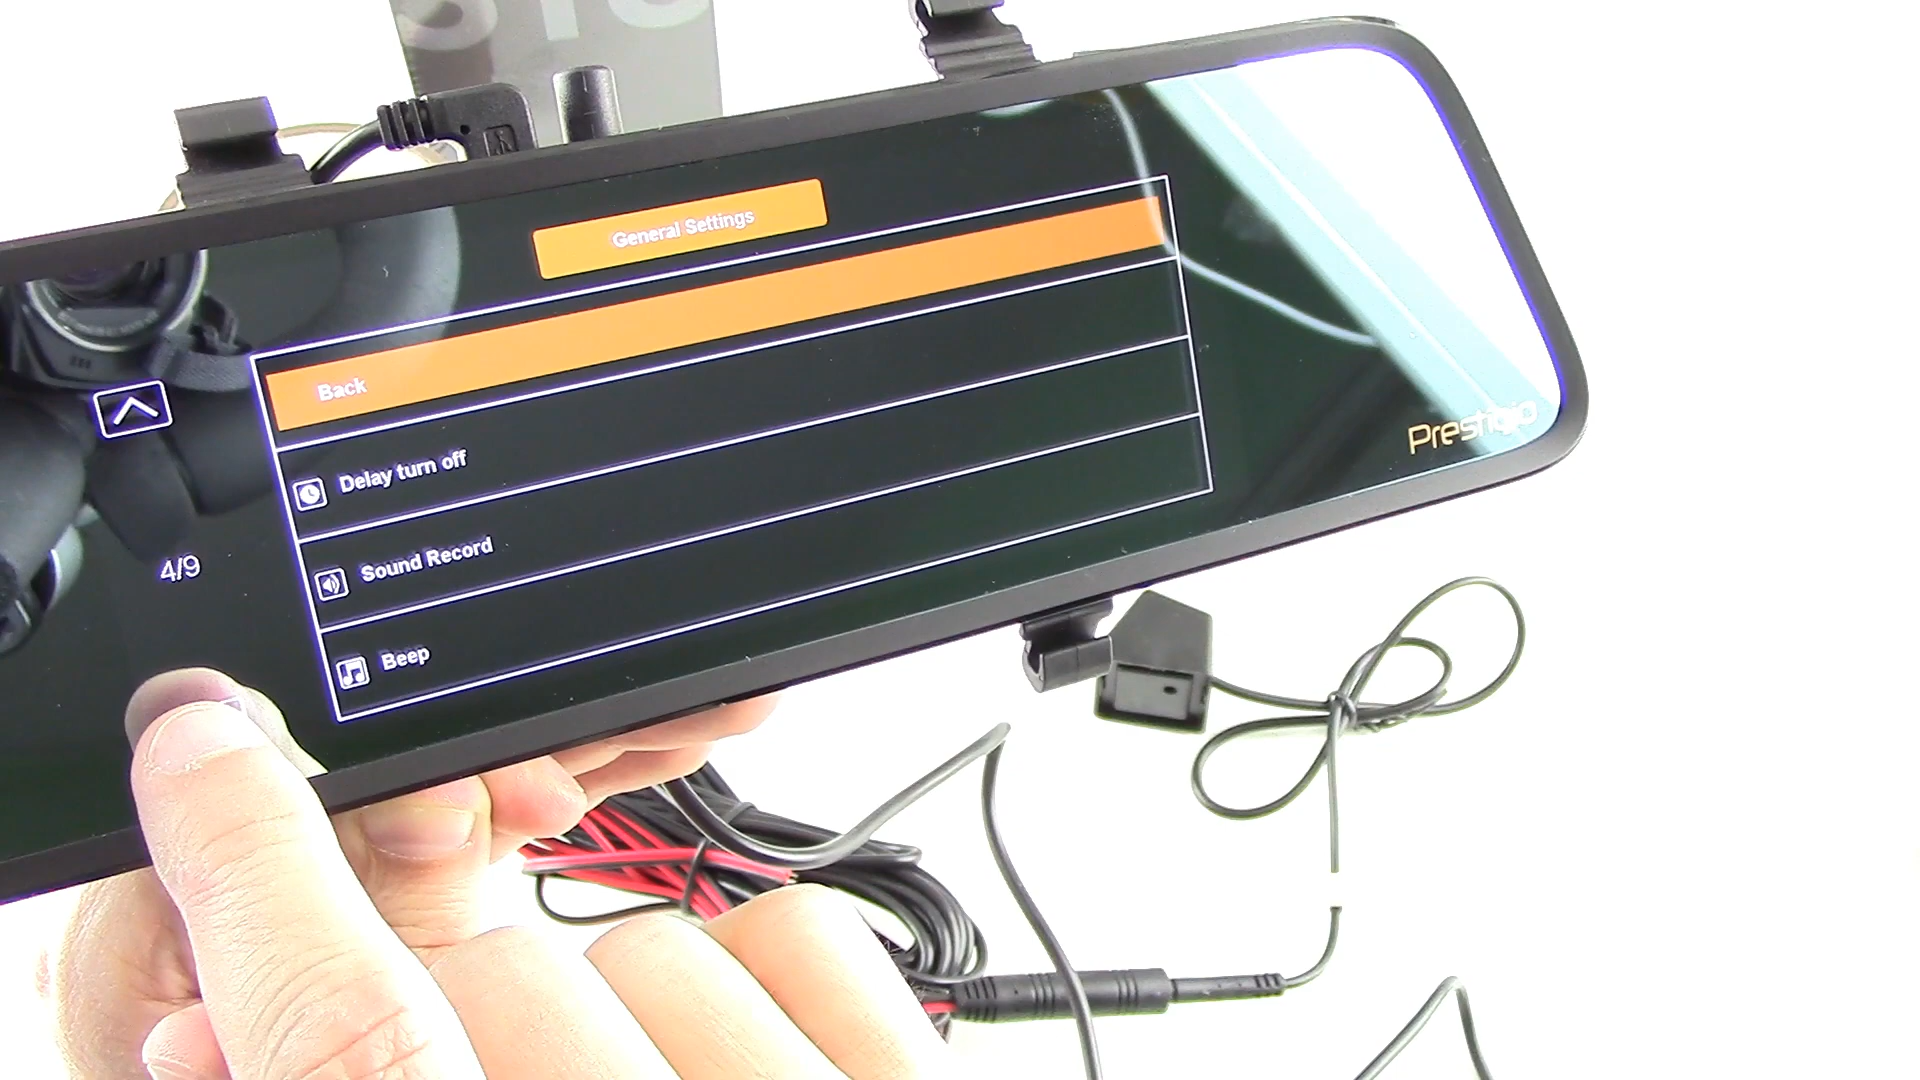 General Settings
Back
Delay turn off
Sound Record
4/9
Beep
Prestigio